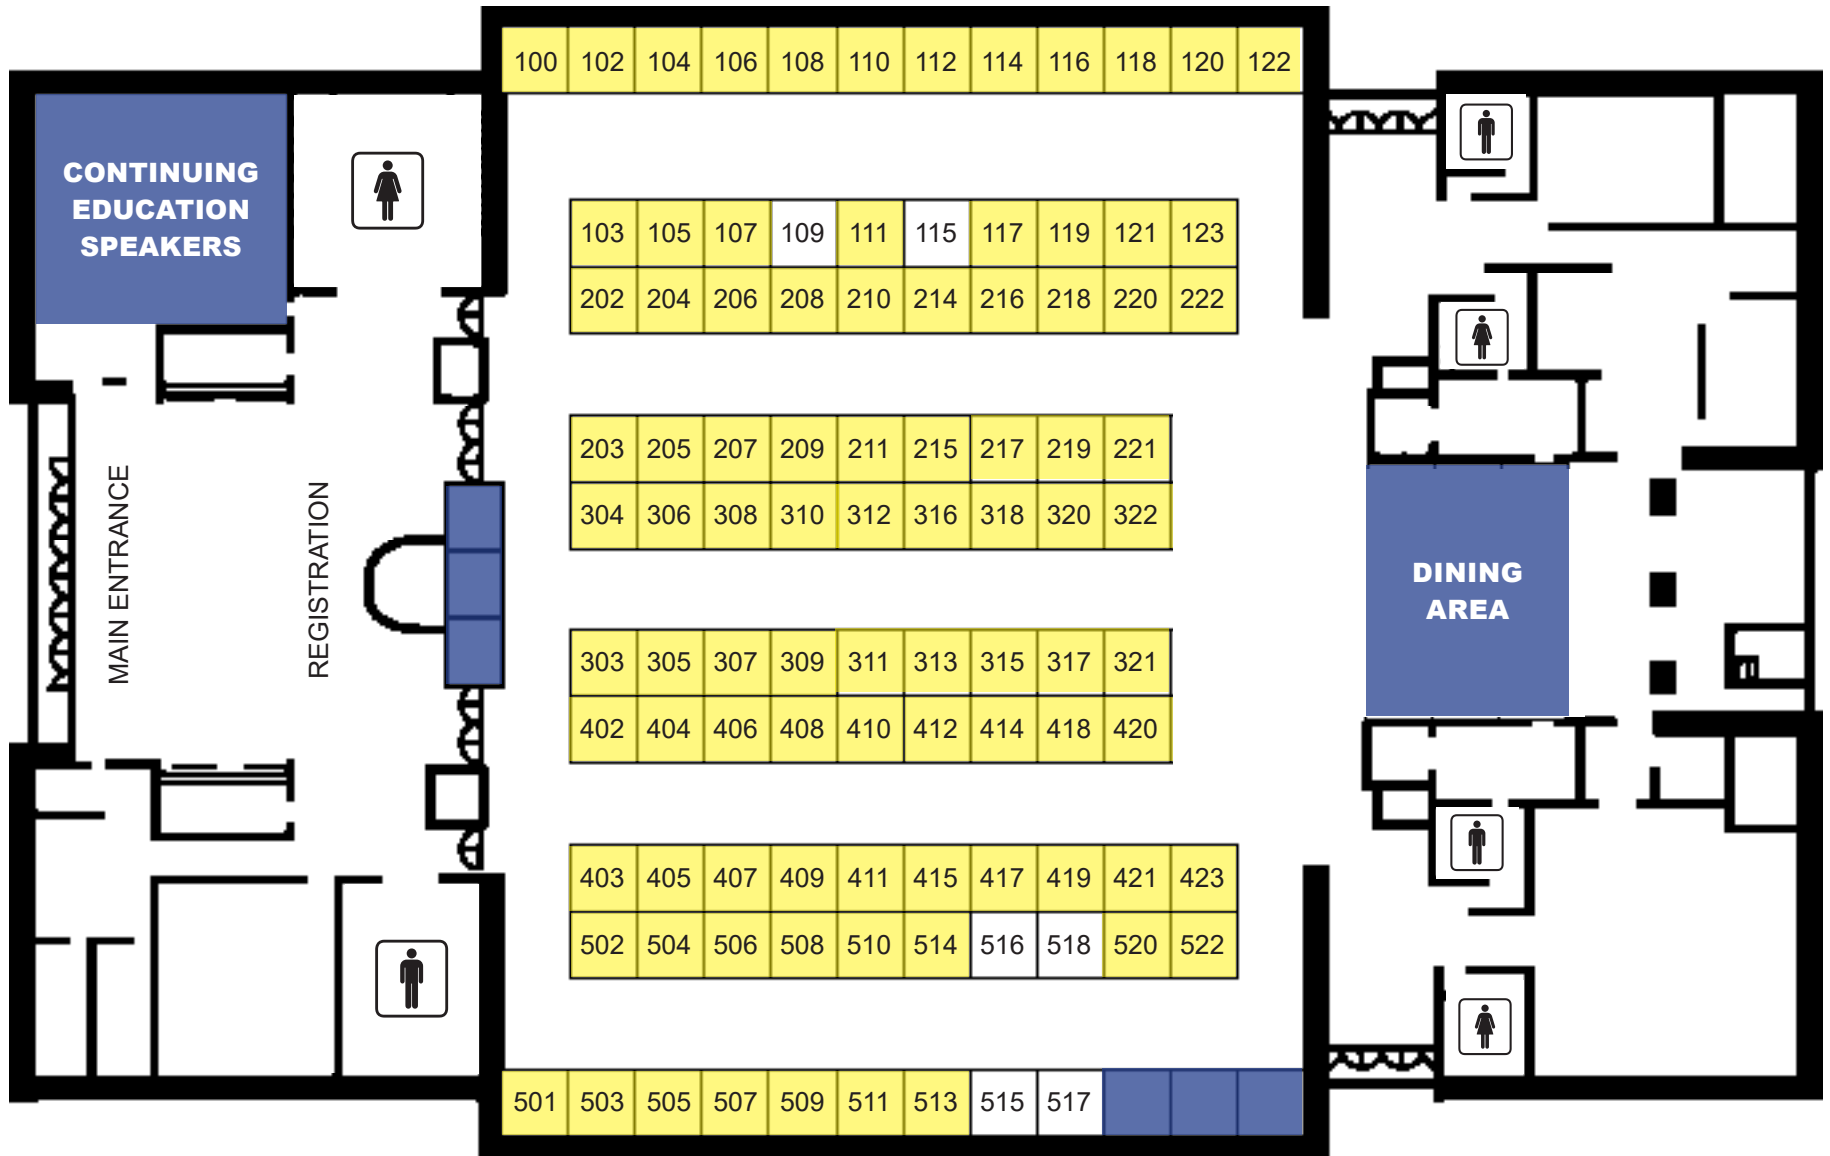 100 102 104 106 108 110 112 114 116 118 120 122
CONTINUING
EDUCATION
SPEAKERS
103 105 107 109 111 115 117 119 121 123
202 204 206 208 210 214 216 218 220 222
203 205 207 209 211 215 217 219 221
304 306 308 310 312 316 318 320 322
MAIN ENTRANCE
REGISTRATION
DINING
AREA
303 305 307 309 311 313 315 317 321
402 404 406 408 410 412 414 418 420
403 405 407 409 411 415 417 419 421 423
502 504 506 508 510 514 516 518 520 522
501 503 505 507 509 511 513 515 517